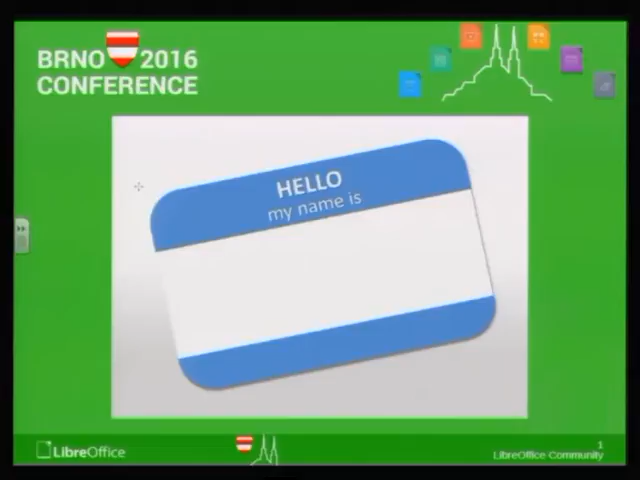 BRNO 2016
CONFERENCE
HELLO
my name is
LibreOffice
1
LibreOffice Community